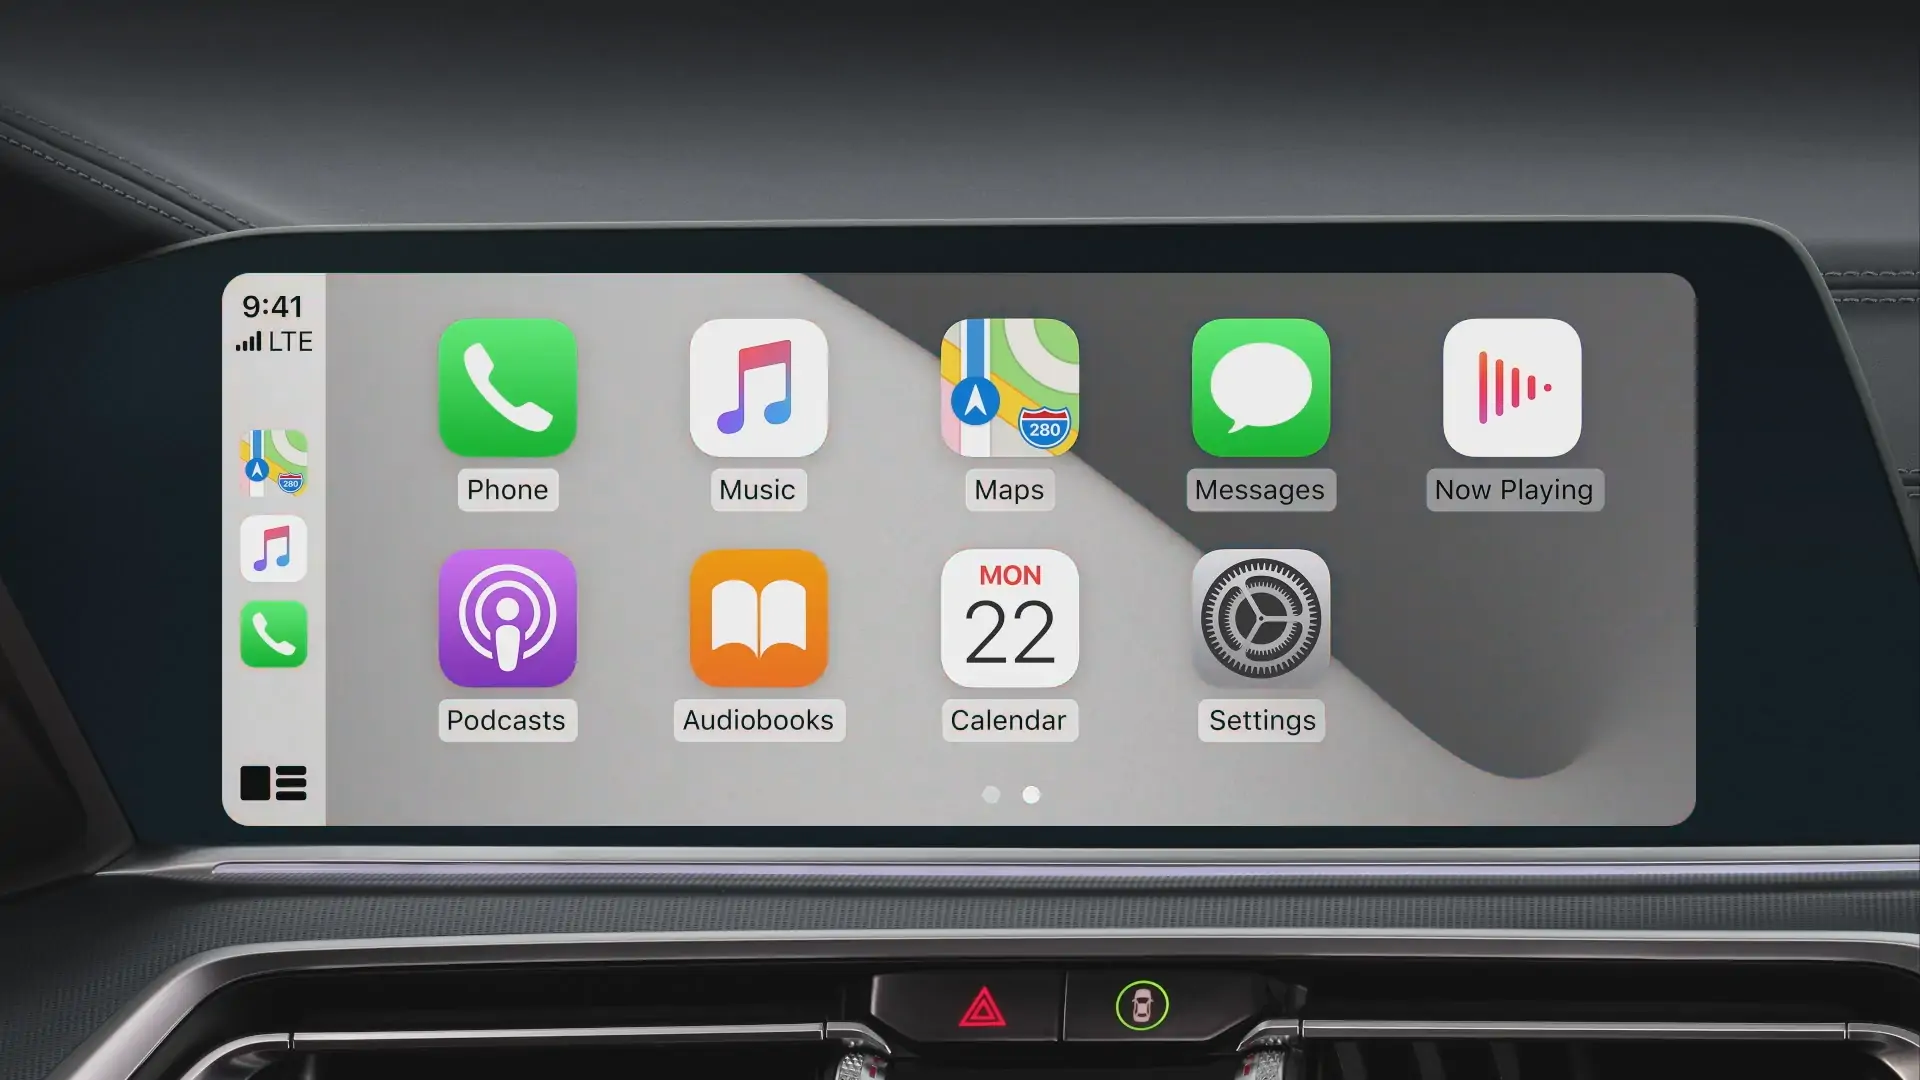 9:41
LTE
280
280
Phone
Music
Maps
Messages
Now Playing
MON
22
Podcasts
Audiobooks
Calendar
Settings